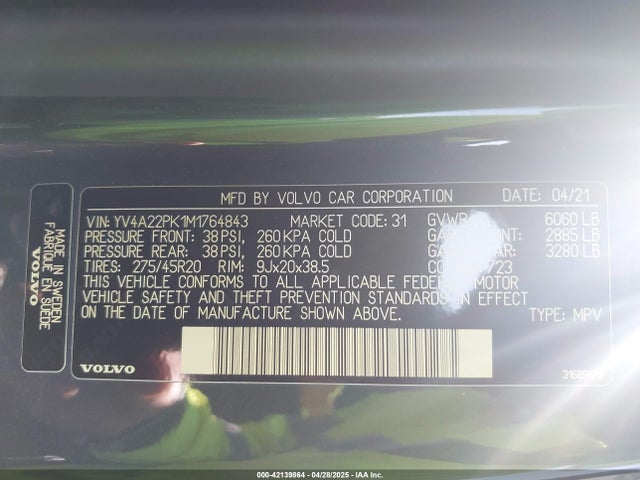 MFD BY VOLVO CAR CORPORATION DATE: 04/21
VIN: YV4A22PK1M1764843 MARKET CODE: 31 GVWR 6060 LB
PRESSURE FRONT: 38 PSI, 260 KPA COLD 2885 LB
PRESSURE REAR: 38 PSI, 260 KPA COLD 3280 LB
TIRES: 275/45R20 RIM: 9Jx20x38.5
THIS VEHICLE CONFORMS TO ALL APPLICABLE FEDERAL MOTOR
VEHICLE SAFETY AND THEFT PREVENTION STANDARDS IN EFFECT
ON THE DATE OF MANUFACTURE SHOWN ABOVE. TYPE: MPV
VOLVO
MADE IN SWEDEN
FABRIQUE EN SUÈDE
VOLVO
000-42139864 | 04/28/2025 - IAA Inc.